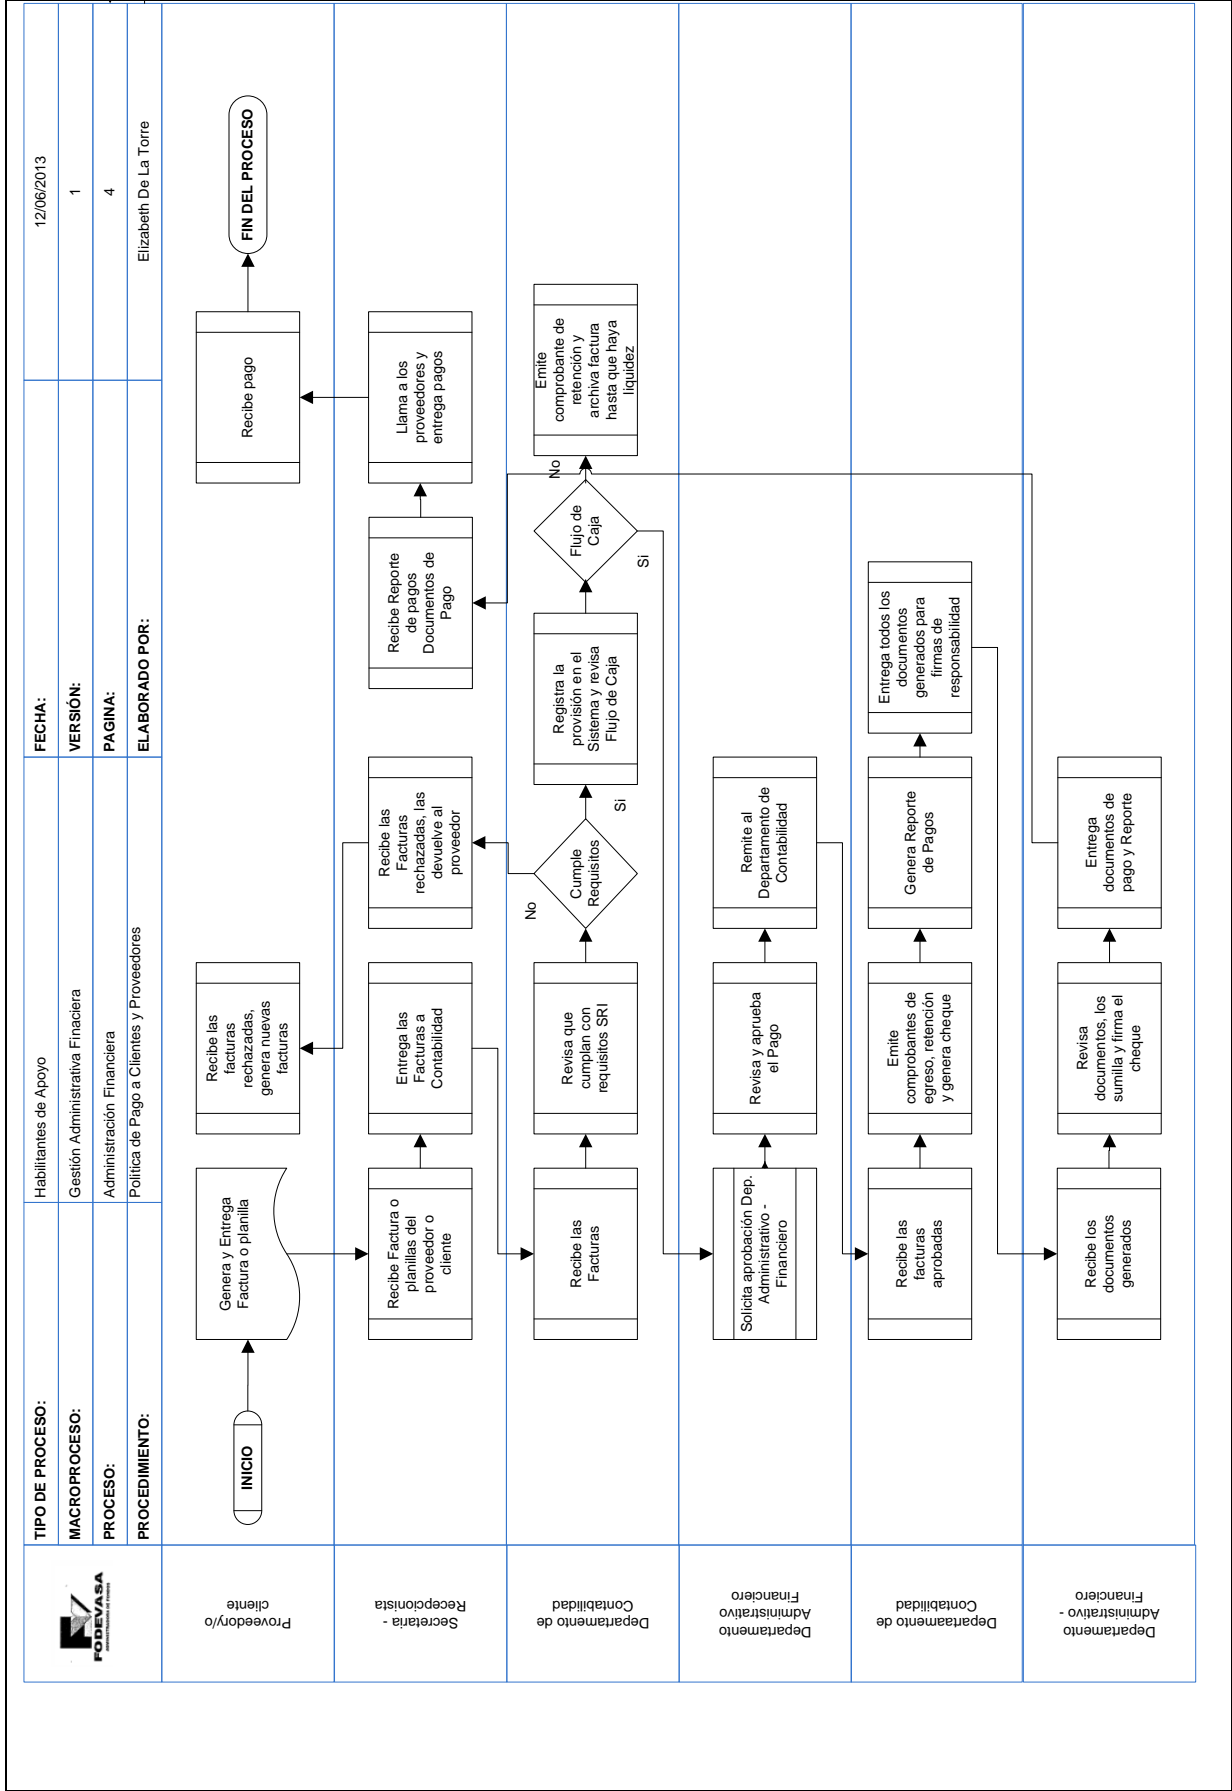 FODEVASA
TIPO DE PROCESO:
Habilitantes de Apoyo
FECHA:
12/06/2013
MACROPROCESO:
Gestión Administrativa Finaciera
VERSIÓN:
1
PROCESO:
Administración Financiera
PAGINA:
4
PROCEDIMIENTO:
Politica de Pago a Clientes y Proveedores
ELABORADO POR:
Elizabeth De La Torre
Proveedory/o
cliente
INICIO
Genera y Entrega
Factura o planilla
Recibe las
facturas
rechazadas,
genera nuevas
facturas
Recibe pago
FIN DEL PROCESO
Secretaria -
Recepcionista
Recibe Factura o
planillas del
proveedor o
cliente
Entrega las
Facturas a
Contabilidad
Recibe las
Facturas
rechazadas, las
devuelve al
proveedor
Recibe Reporte
de pagos
Documentos de
Pago
Llama a los
proveedores y
entrega pagos
Departamento de
Contabilidad
Recibe las
Facturas
Revisa que
cumplan con
requisitos SRI
No
Cumple
Requisitos
Si
Registra la
provisión en el
Sistema y revisa
Flujo de Caja
Flujo de
Caja
No
Si
Emite
comprobante de
retención y
archiva factura
hasta que haya
liquidez
Departamento
Administrativo
Financiero
Solicita aprobación Dep.
Administrativo -
Financiero
Revisa y aprueba
el Pago
Remite al
Departamento de
Contabilidad
Departaamento de
Contabilidad
Recibe las
facturas
aprobadas
Emite
comprobantes de
egreso, retención
y genera cheque
Genera Reporte
de Pagos
Entrega todos los
documentos
generados para
firmas de
responsabilidad
Departamento
Administrativo -
Financiero
Recibe los
documentos
generados
Revisa
documentos, los
sumilla y firma el
cheque
Entrega
documentos de
pago y Reporte